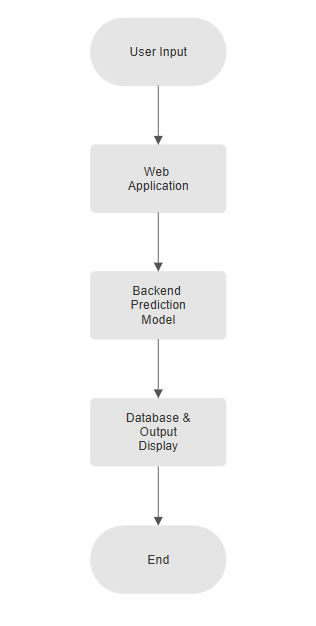 User Input
Web
Application
Backend
Prediction
Model
Database &
Output
Display
End